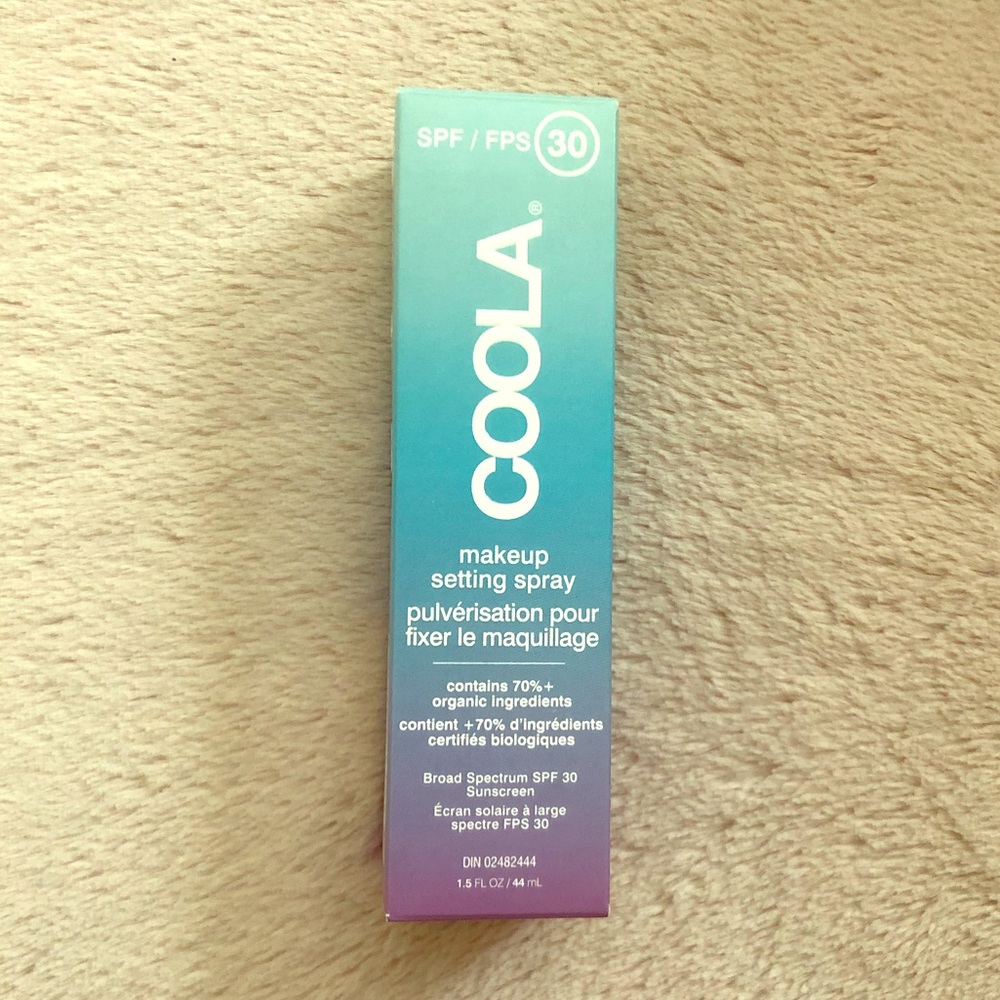 SPF / FPS 30
COOLA®
makeup
setting spray
pulvérisation pour
fixer le maquillage
contains 70%+
organic ingredients
contient +70% d'ingrédients
certifiés biologiques
Broad Spectrum SPF 30
Sunscreen
Écran solaire à large
spectre FPS 30
DIN 02482444
1.5 FL OZ / 44 mL